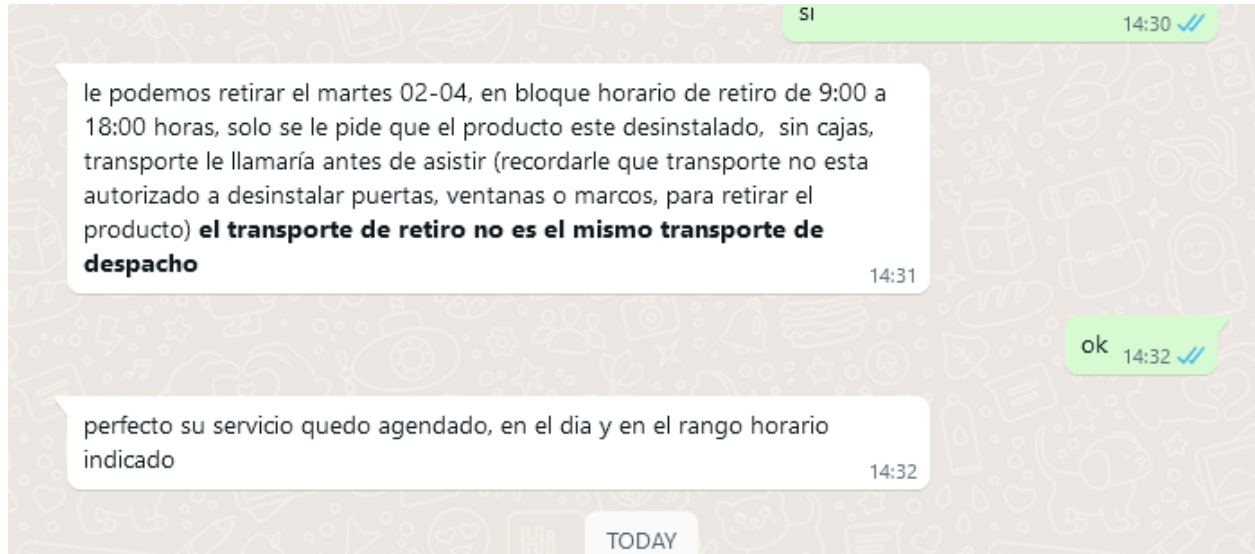 si
14:30
le podemos retirar el martes 02-04, en bloque horario de retiro de 9:00 a
18:00 horas, solo se le pide que el producto este desinstalado,  sin cajas,
transporte le llamaría antes de asistir (recordarle que transporte no esta
autorizado a desinstalar puertas, ventanas o marcos, para retirar el
producto) el transporte de retiro no es el mismo transporte de
despacho
14:31
ok 14:32
perfecto su servicio quedo agendado, en el dia y en el rango horario
indicado
14:32
TODAY